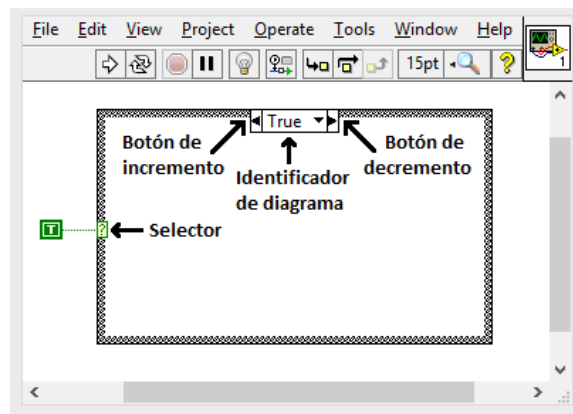 File Edit View Project Operate Tools Window Help
15pt
?
1
True
Botón de
incremento
Botón de
decremento
Identificador
de diagrama
T
?
Selector